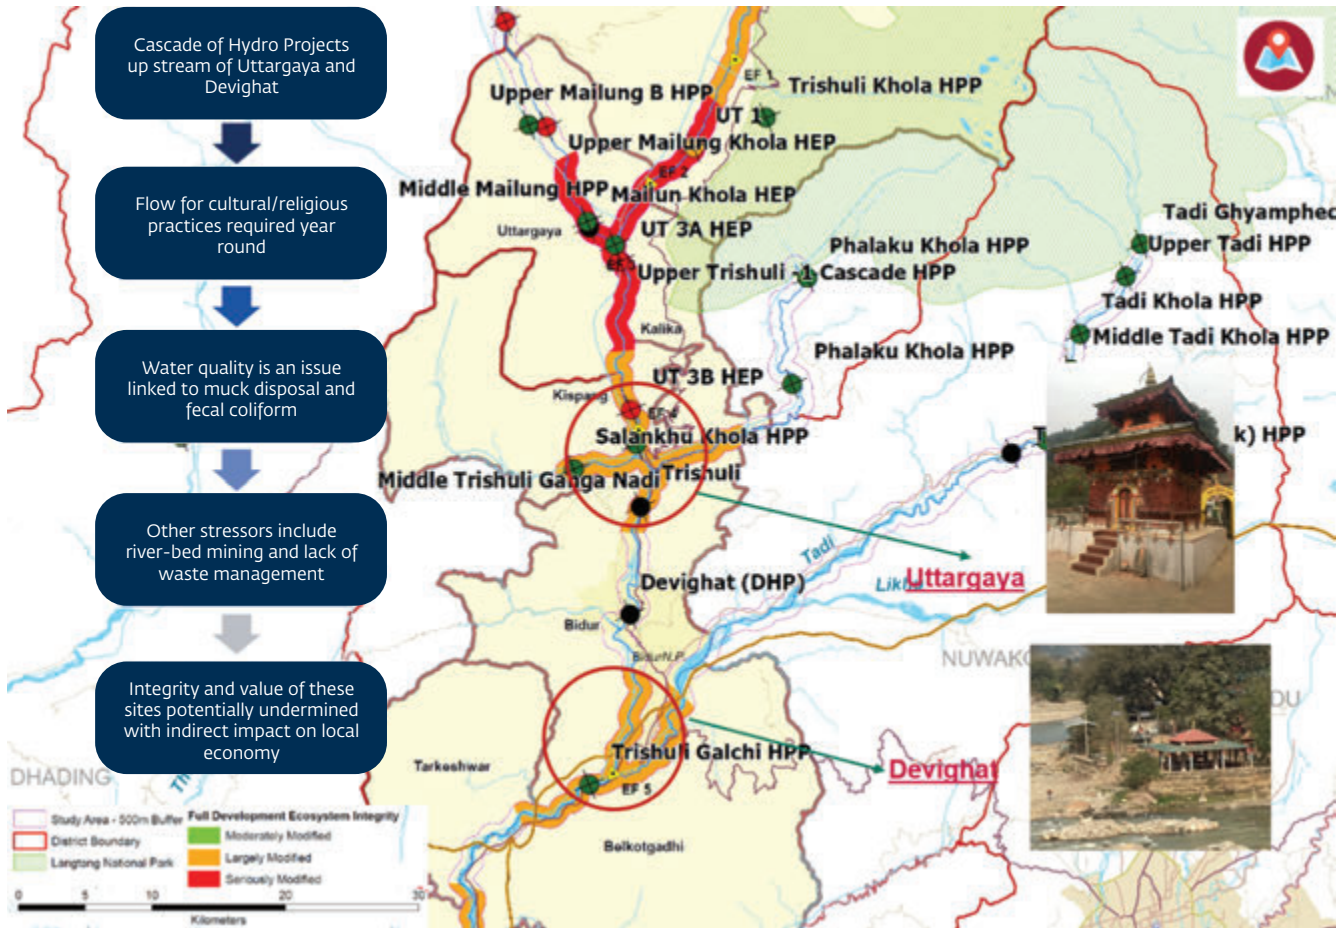 Cascade of Hydro Projects
up stream of Uttargaya and
Devighat
Flow for cultural/religious
practices required year
round
Water quality is an issue
linked to muck disposal and
fecal coliform
Other stressors include
river-bed mining and lack of
waste management
Integrity and value of these
sites potentially undermined
with indirect impact on local
economy
EF 1
Trishuli Khola HPP
Upper Mailung B HPP
UT 1
Upper Mailung Khola HEP
EF 2
Middle Mailung HPP
Mailun Khola HEP
Uttargaya
UT 3A HEP
Tadi Ghyamphed
Upper Tadi HPP
Phalaku Khola HPP
Upper Trishuli -1 Cascade HPP
Tadi Khola HPP
Kalika
Middle Tadi Khola HPP
Phalaku Khola HPP
UT 3B HEP
Kispang
EF 4
Salankhu Khola HPP
k) HPP
Middle Trishuli Ganga Nadi
Trishuli
Tadi
Devighat (DHP)
Uttargaya
Bidur
Bidur N.P.
NUWAKO
DU
Trishuli Galchi HPP
Devighat
EF 5
Tarkeshwar
DHADING
Th
Belkotgadhi
Study Area - 500m Buffer
District Boundary
Langtang National Park
Full Development Ecosystem Integrity
Moderately Modified
Largely Modified
Seriously Modified
0 5 10 20 30
Kilometers